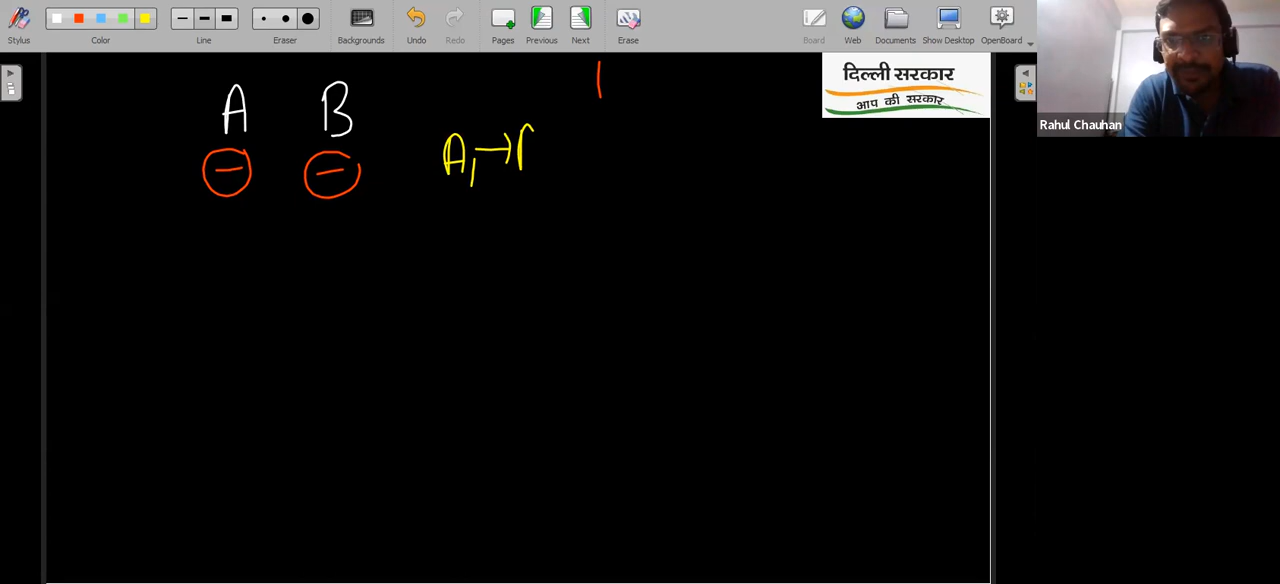 Stylus
Color
Line
Eraser
Backgrounds
Undo
Redo
Pages
Previous
Next
Erase
Board
Web
Documents
Show Desktop
OpenBoard
A B
दिल्ली सरकार
आप की सरकार
Rahul Chauhan
− −
A, →